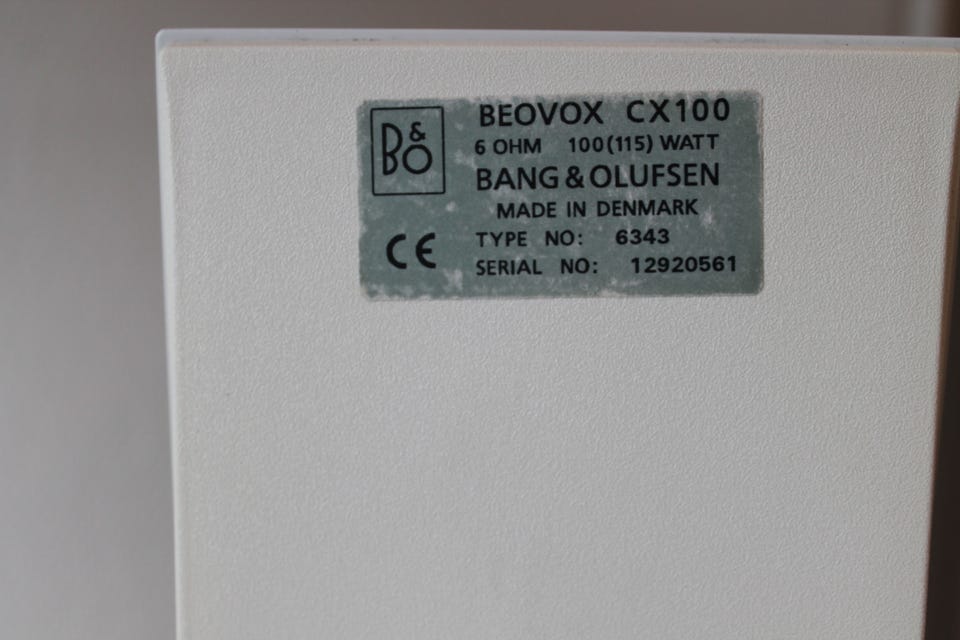 B&O
BEOVOX CX100
6 OHM 100(115) WATT
BANG & OLUFSEN
MADE IN DENMARK
CE
TYPE NO: 6343
SERIAL NO: 12920561